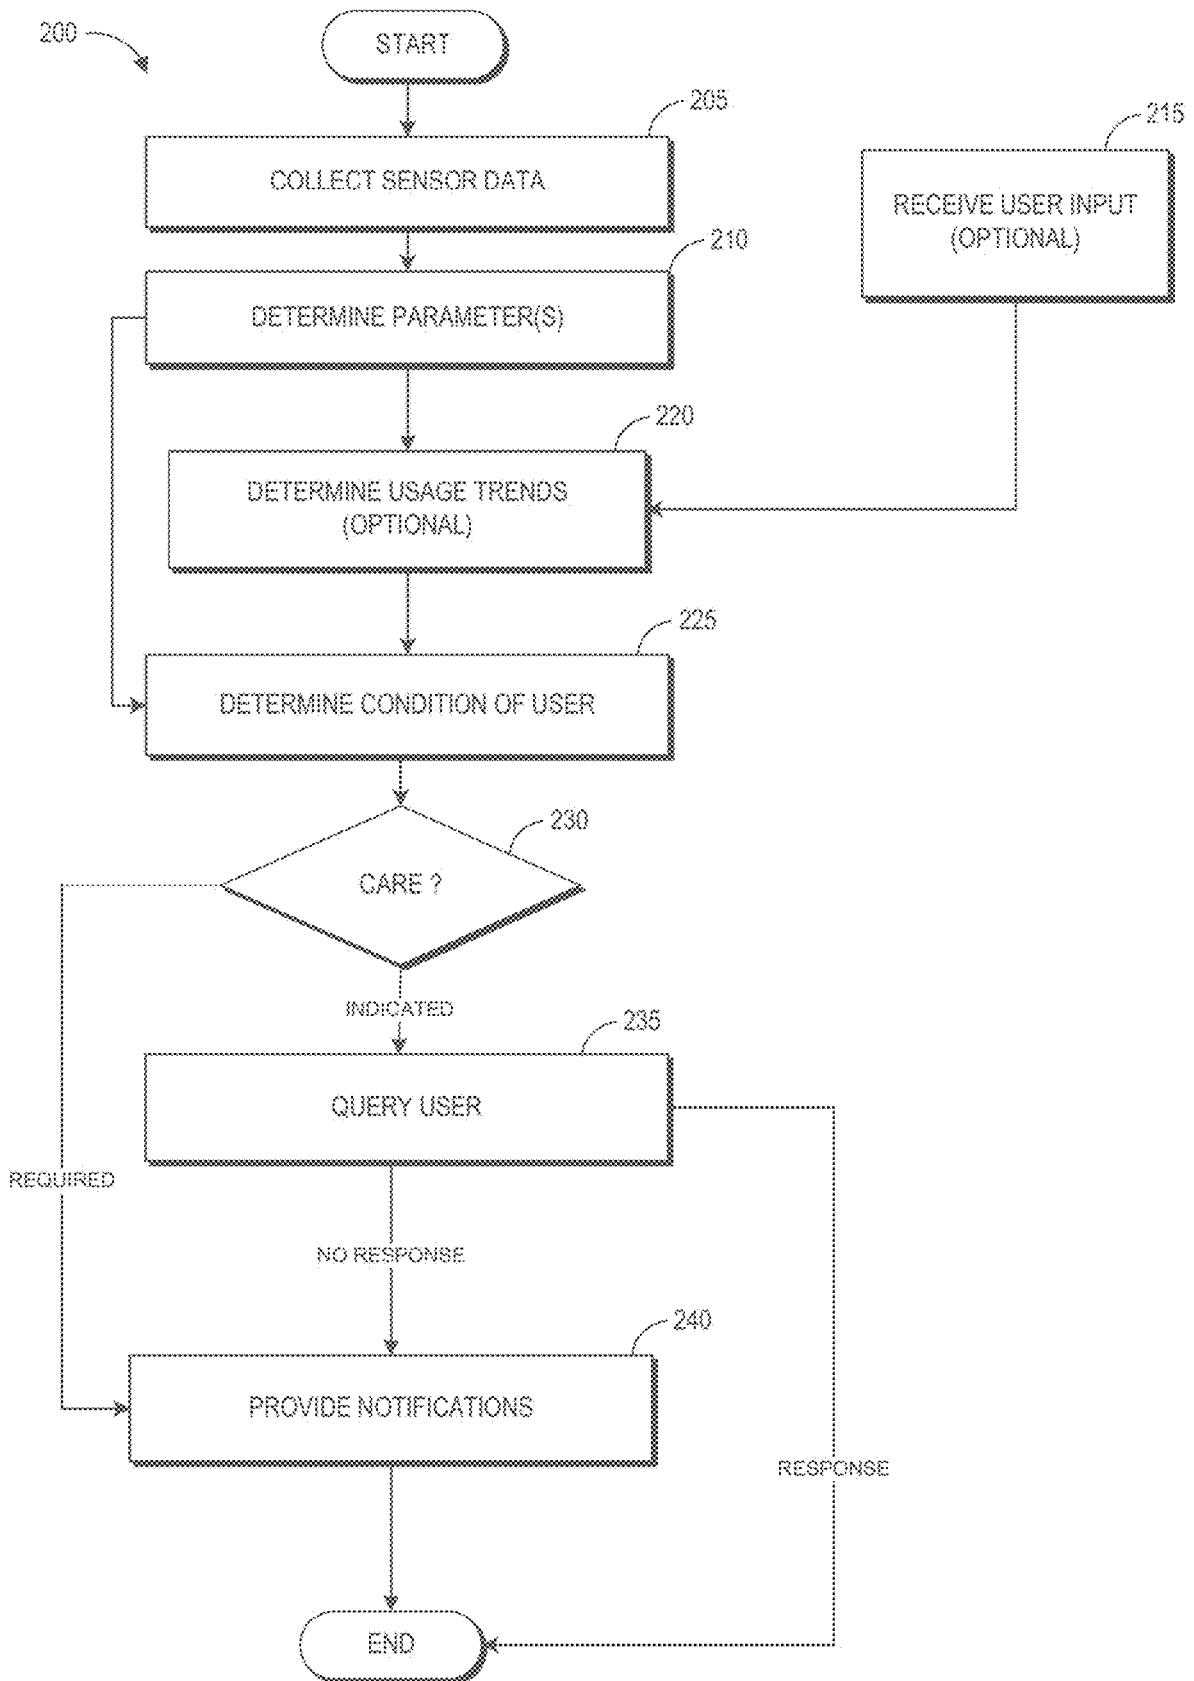 200
START
205
COLLECT SENSOR DATA
215
RECEIVE USER INPUT
(OPTIONAL)
210
DETERMINE PARAMETER(S)
220
DETERMINE USAGE TRENDS
(OPTIONAL)
225
DETERMINE CONDITION OF USER
230
CARE ?
INDICATED
235
QUERY USER
REQUIRED
NO RESPONSE
240
PROVIDE NOTIFICATIONS
RESPONSE
END